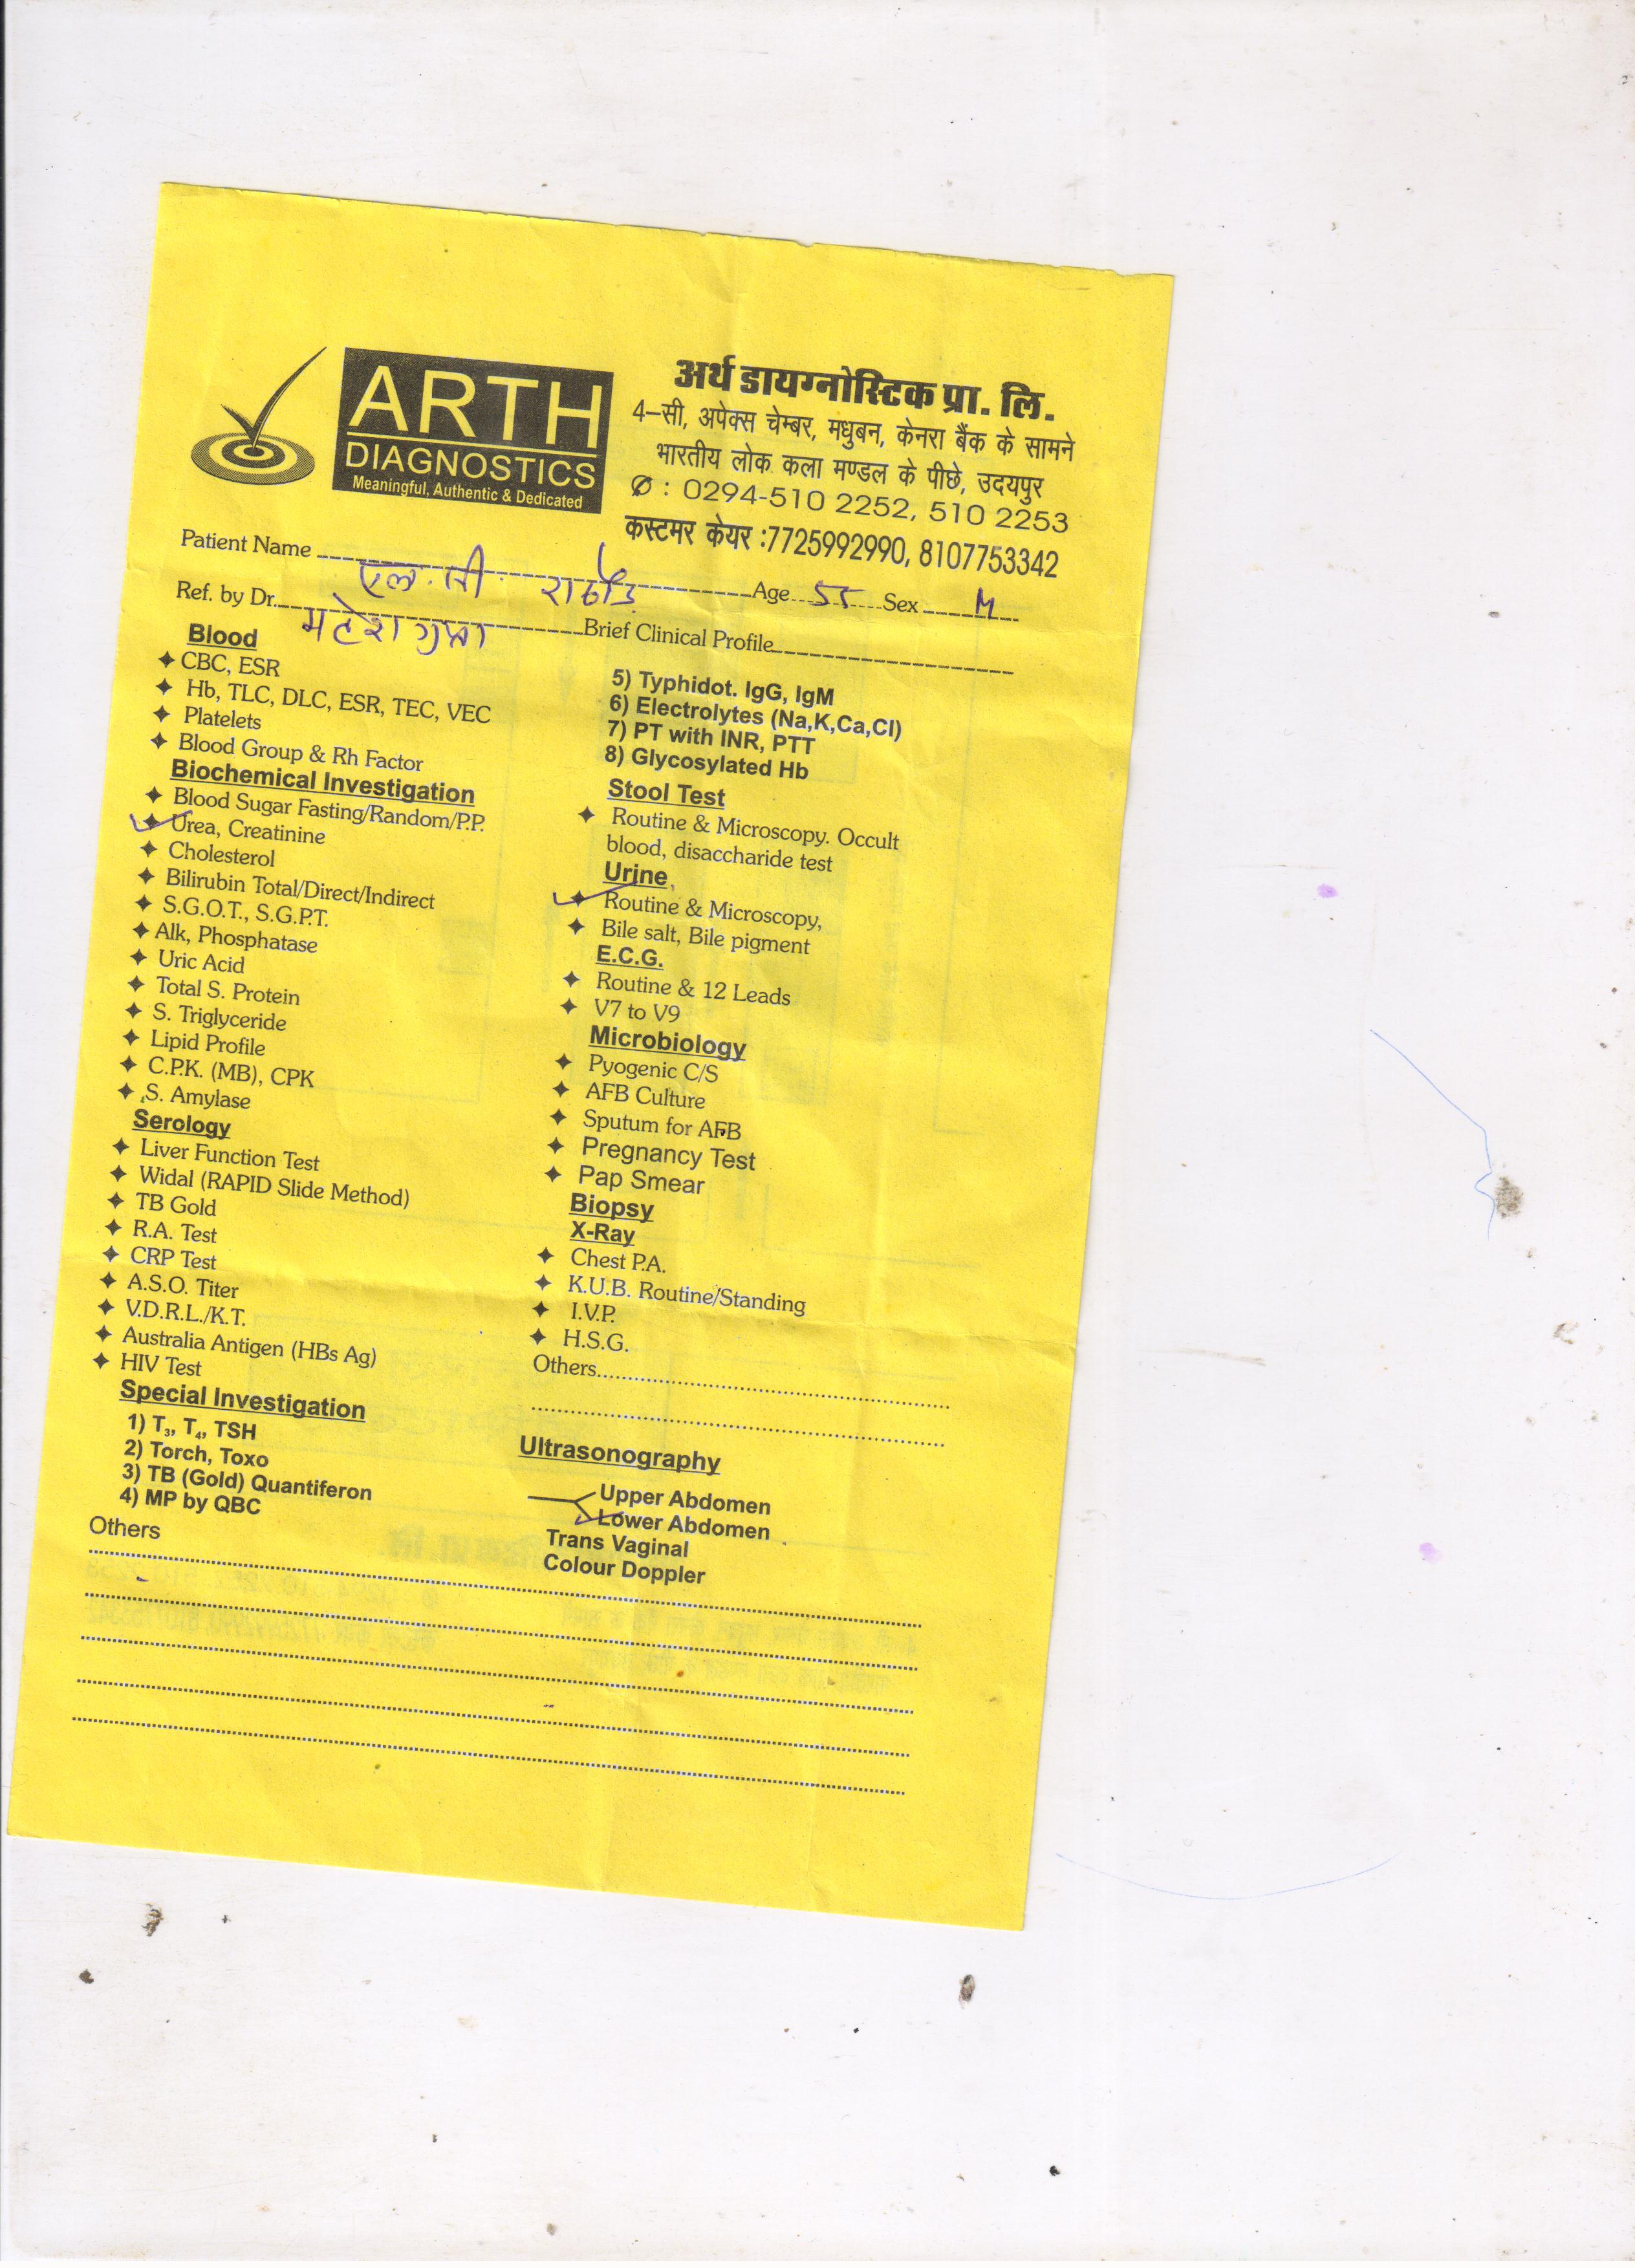 ARTH
DIAGNOSTICS
Meaningful, Authentic & Dedicated
अर्थ डायग्नोस्टिक प्रा. लि.
4-सी, अपेक्स चेम्बर, मधुबन, केनरा बैंक के सामने
भारतीय लोक कला मण्डल के पीछे, उदयपुर
✆ : 0294-510 2252, 510 2253
कस्टमर केयर :7725992990, 8107753342
Patient Name एल. सी. राठौड़ Age 55 Sex M
Ref. by Dr. महेश गुप्ता Brief Clinical Profile
Blood
CBC, ESR
Hb, TLC, DLC, ESR, TEC, VEC
Platelets
Blood Group & Rh Factor
Biochemical Investigation
Blood Sugar Fasting/Random/P.P.
Urea, Creatinine
Cholesterol
Bilirubin Total/Direct/Indirect
S.G.O.T., S.G.P.T.
Alk, Phosphatase
Uric Acid
Total S. Protein
S. Triglyceride
Lipid Profile
C.P.K. (MB), CPK
S. Amylase
Serology
Liver Function Test
Widal (RAPID Slide Method)
TB Gold
R.A. Test
CRP Test
A.S.O. Titer
V.D.R.L./K.T.
Australia Antigen (HBs Ag)
HIV Test
Special Investigation
1) T3, T4, TSH
2) Torch, Toxo
3) TB (Gold) Quantiferon
4) MP by QBC
Others
5) Typhidot. IgG, IgM
6) Electrolytes (Na,K,Ca,Cl)
7) PT with INR, PTT
8) Glycosylated Hb
Stool Test
Routine & Microscopy. Occult
blood, disaccharide test
Urine,
Routine & Microscopy,
Bile salt, Bile pigment
E.C.G.
Routine & 12 Leads
V7 to V9
Microbiology
Pyogenic C/S
AFB Culture
Sputum for AFB
Pregnancy Test
Pap Smear
Biopsy
X-Ray
Chest P.A.
K.U.B. Routine/Standing
I.V.P.
H.S.G.
Others
Ultrasonography
Upper Abdomen
Lower Abdomen
Trans Vaginal
Colour Doppler